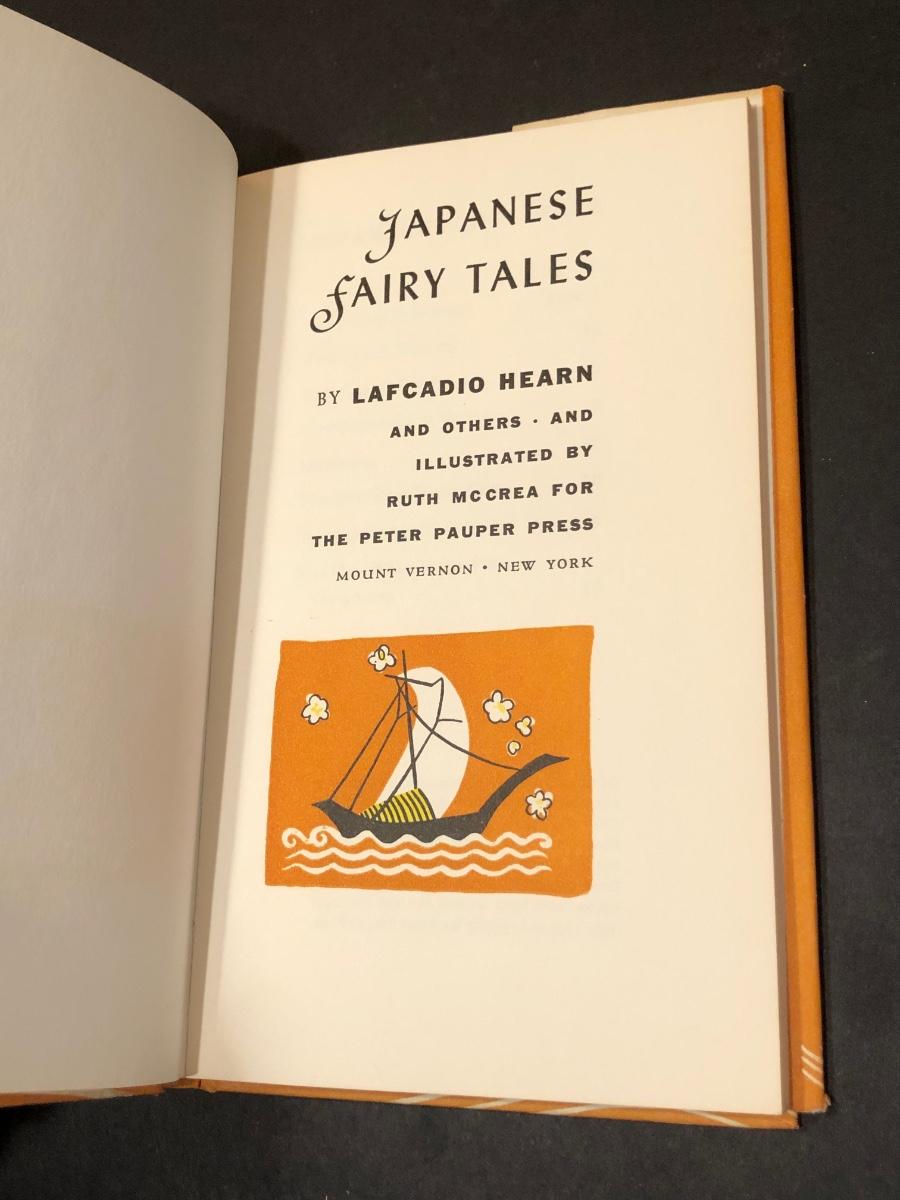 JAPANESE
FAIRY TALES
BY LAFCADIO HEARN
AND OTHERS · AND
ILLUSTRATED BY
RUTH MCCREA FOR
THE PETER PAUPER PRESS
MOUNT VERNON · NEW YORK